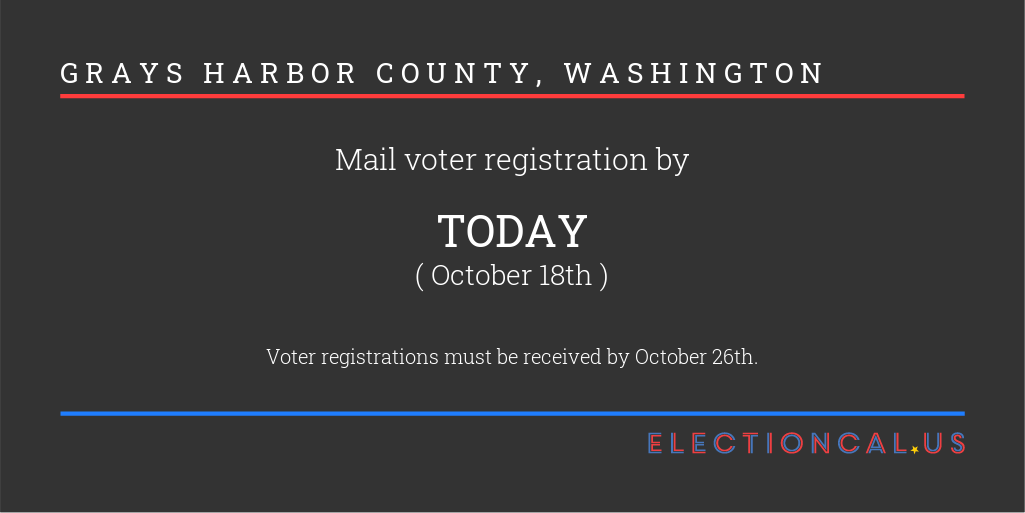 GRAYS HARBOR COUNTY, WASHINGTON
Mail voter registration by
TODAY
( October 18th )
Voter registrations must be received by October 26th.
ELECTIONCAL.US